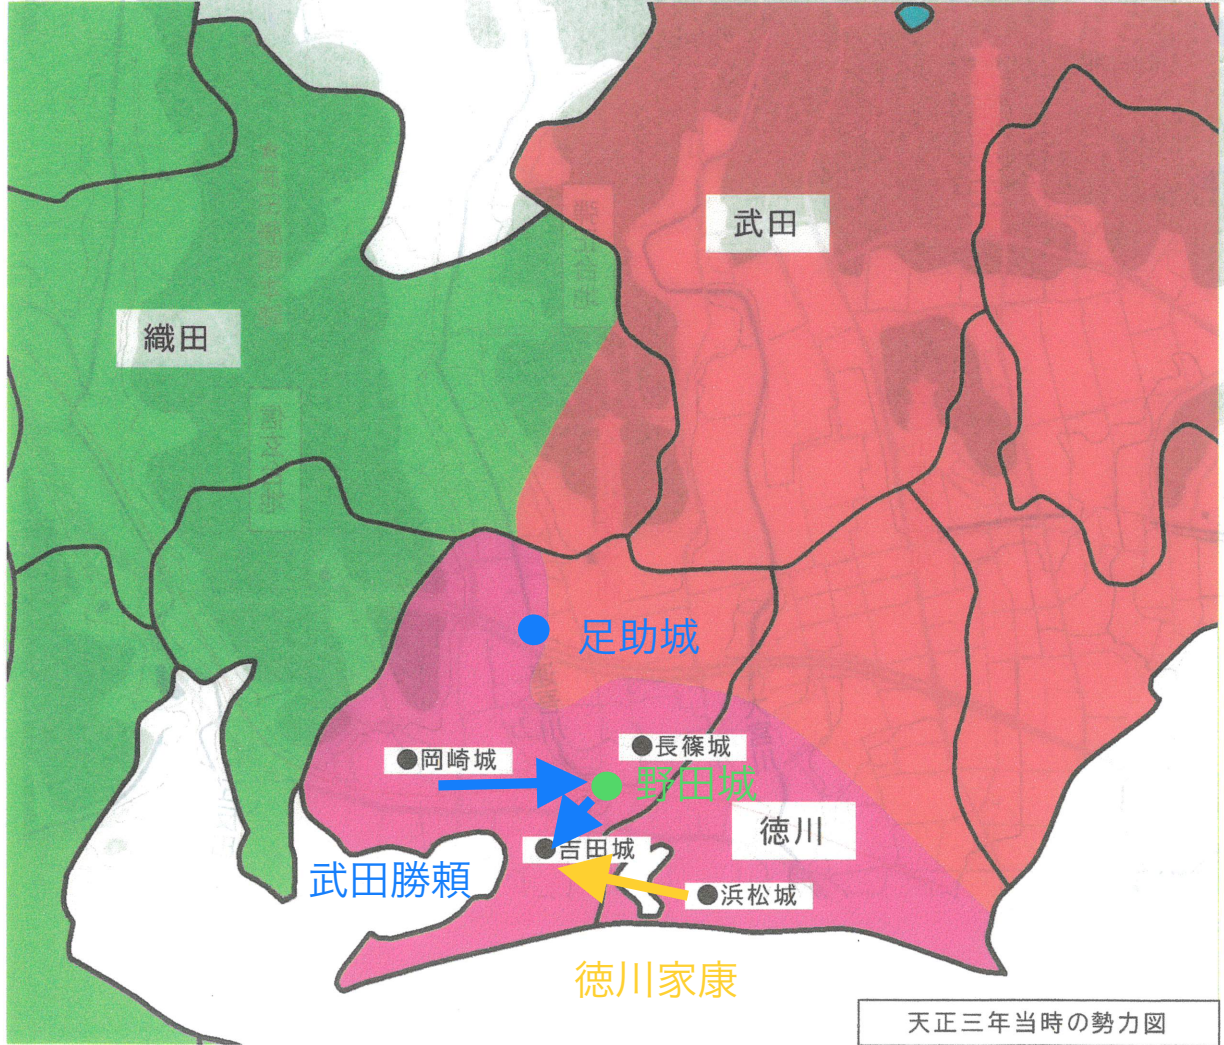 武田
織田
足助城
●岡崎城
●長篠城
野田城
徳川
●吉田城
武田勝頼
●浜松城
徳川家康
天正三年当時の勢力図